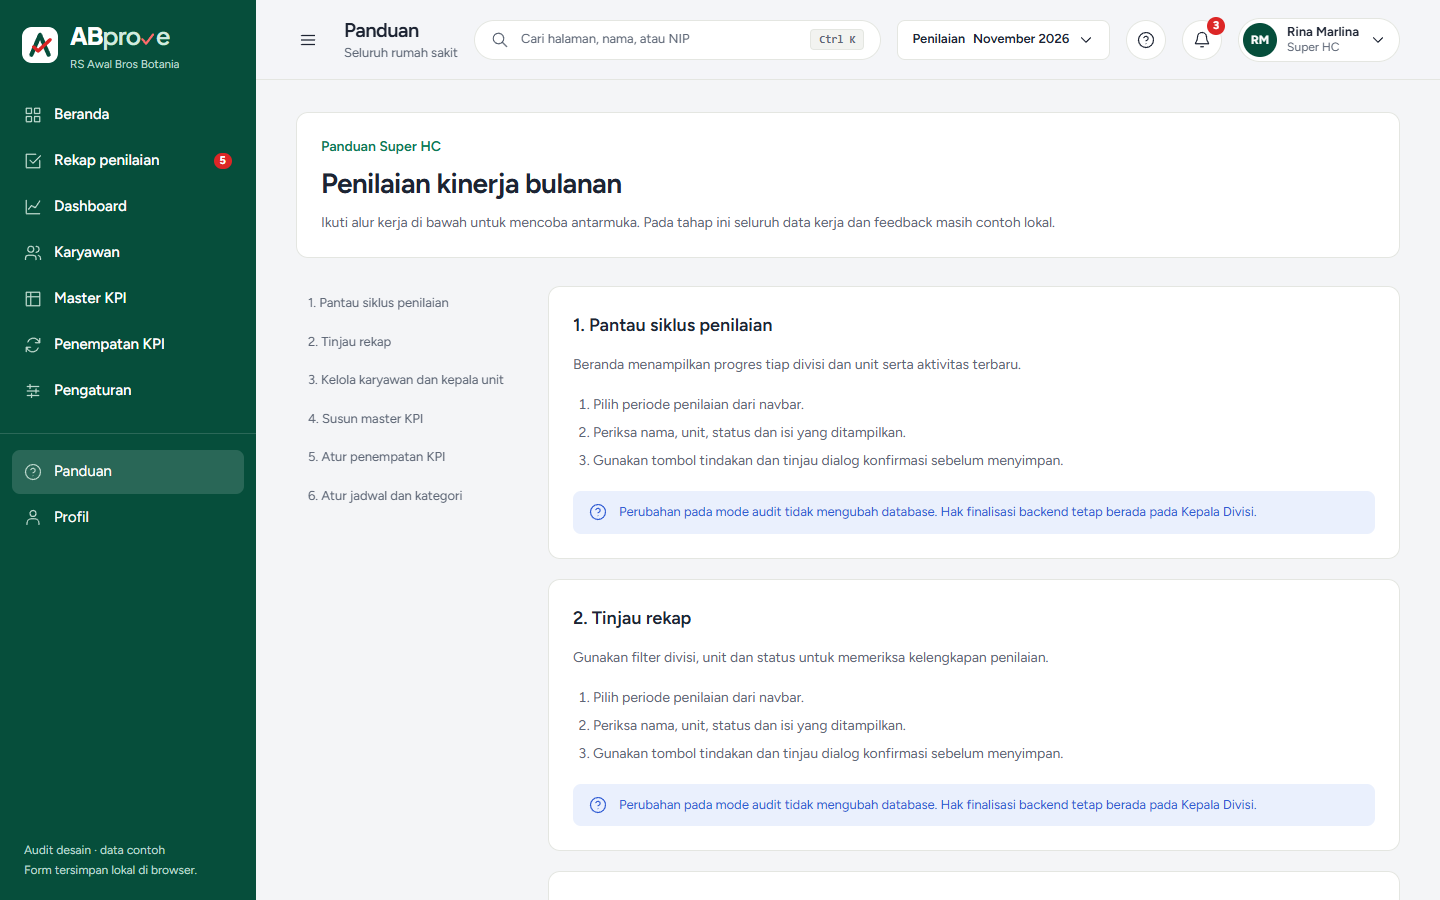 ABprove
RS Awal Bros Botania
Beranda
Rekap penilaian
5
Dashboard
Karyawan
Master KPI
Penempatan KPI
Pengaturan
Panduan
Profil
Audit desain · data contoh
Form tersimpan lokal di browser.
Panduan
Seluruh rumah sakit
Cari halaman, nama, atau NIP
Ctrl K
Penilaian November 2026
3
RM
Rina Marlina
Super HC
Panduan Super HC
Penilaian kinerja bulanan
Ikuti alur kerja di bawah untuk mencoba antarmuka. Pada tahap ini seluruh data kerja dan feedback masih contoh lokal.
1. Pantau siklus penilaian
2. Tinjau rekap
3. Kelola karyawan dan kepala unit
4. Susun master KPI
5. Atur penempatan KPI
6. Atur jadwal dan kategori
1. Pantau siklus penilaian
Beranda menampilkan progres tiap divisi dan unit serta aktivitas terbaru.
1. Pilih periode penilaian dari navbar.
2. Periksa nama, unit, status dan isi yang ditampilkan.
3. Gunakan tombol tindakan dan tinjau dialog konfirmasi sebelum menyimpan.
Perubahan pada mode audit tidak mengubah database. Hak finalisasi backend tetap berada pada Kepala Divisi.
2. Tinjau rekap
Gunakan filter divisi, unit dan status untuk memeriksa kelengkapan penilaian.
1. Pilih periode penilaian dari navbar.
2. Periksa nama, unit, status dan isi yang ditampilkan.
3. Gunakan tombol tindakan dan tinjau dialog konfirmasi sebelum menyimpan.
Perubahan pada mode audit tidak mengubah database. Hak finalisasi backend tetap berada pada Kepala Divisi.